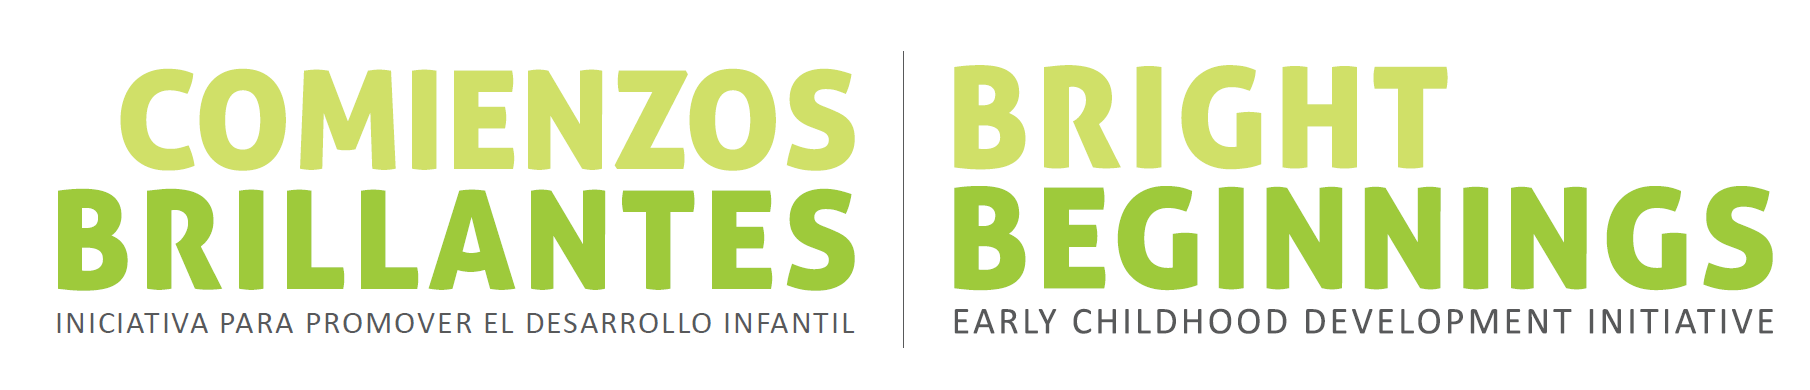 COMIENZOS
BRILLANTES
INICIATIVA PARA PROMOVER EL DESARROLLO INFANTIL
BRIGHT
BEGINNINGS
EARLY CHILDHOOD DEVELOPMENT INITIATIVE